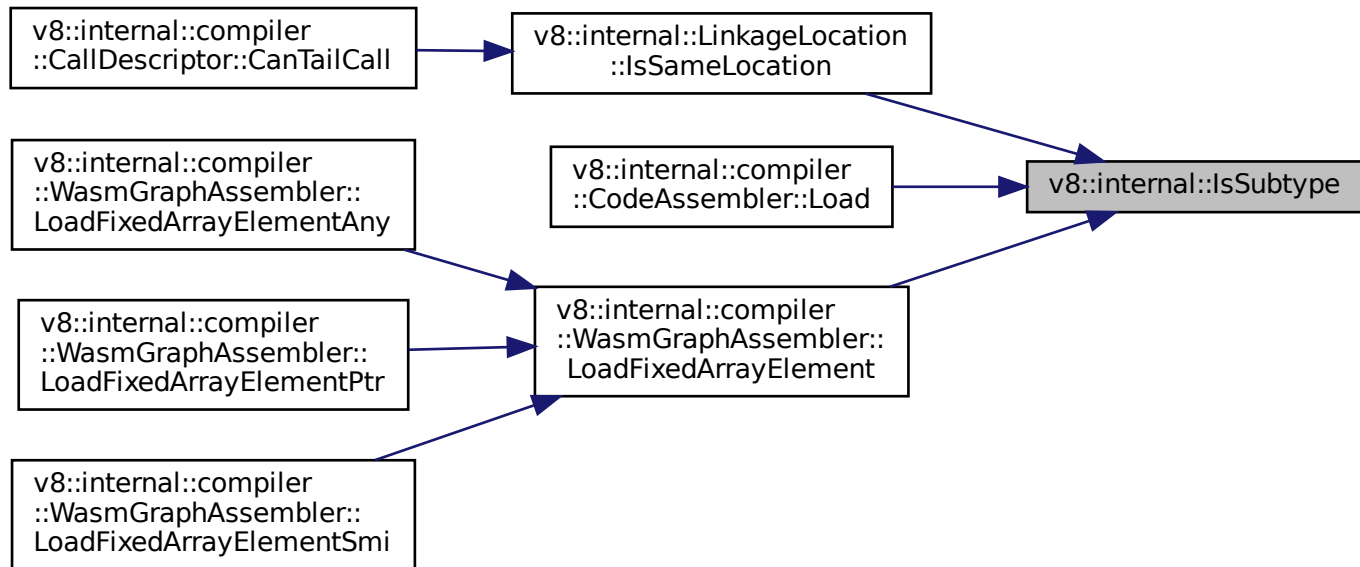 v8::internal::compiler
::CallDescriptor::CanTailCall
v8::internal::LinkageLocation
::IsSameLocation
v8::internal::compiler
::WasmGraphAssembler::
LoadFixedArrayElementAny
v8::internal::compiler
::CodeAssembler::Load
v8::internal::IsSubtype
v8::internal::compiler
::WasmGraphAssembler::
LoadFixedArrayElementPtr
v8::internal::compiler
::WasmGraphAssembler::
LoadFixedArrayElement
v8::internal::compiler
::WasmGraphAssembler::
LoadFixedArrayElementSmi